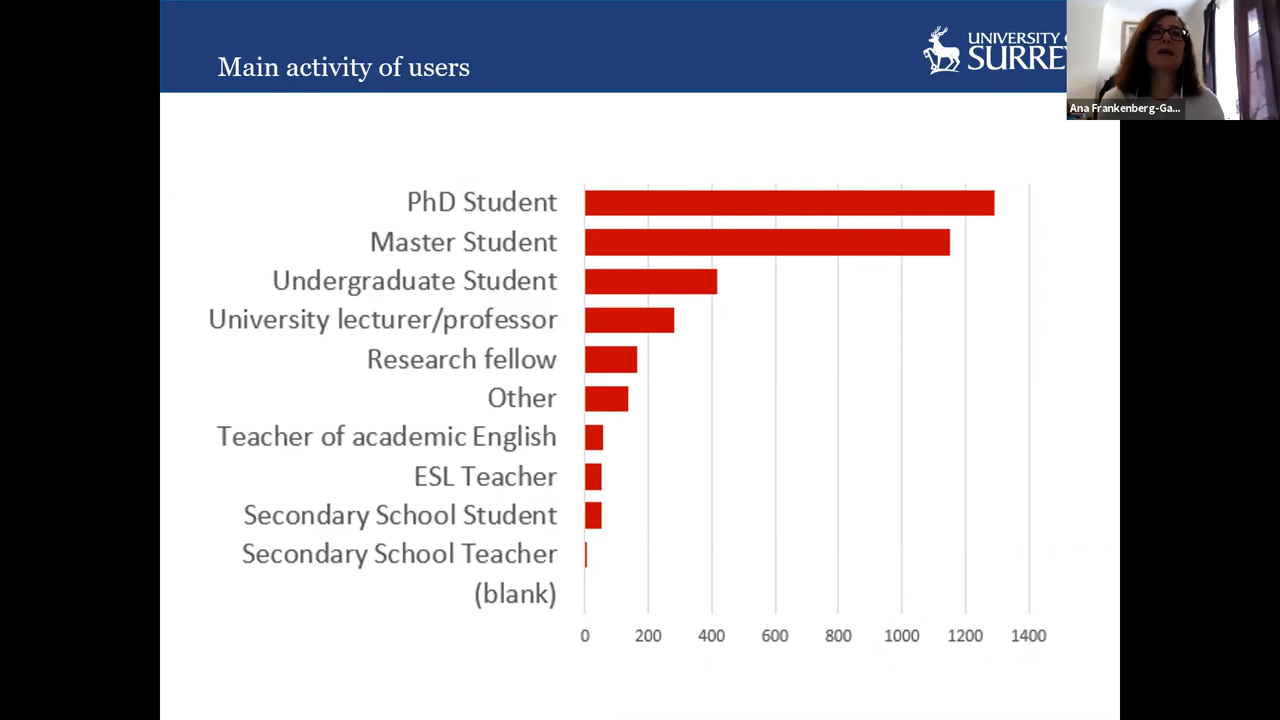 Main activity of users
UNIVERSITY O
SURREY
Ana Frankenberg-Ga...
PhD Student
Master Student
Undergraduate Student
University lecturer/professor
Research fellow
Other
Teacher of academic English
ESL Teacher
Secondary School Student
Secondary School Teacher
(blank)
0 200 400 600 800 1000 1200 1400